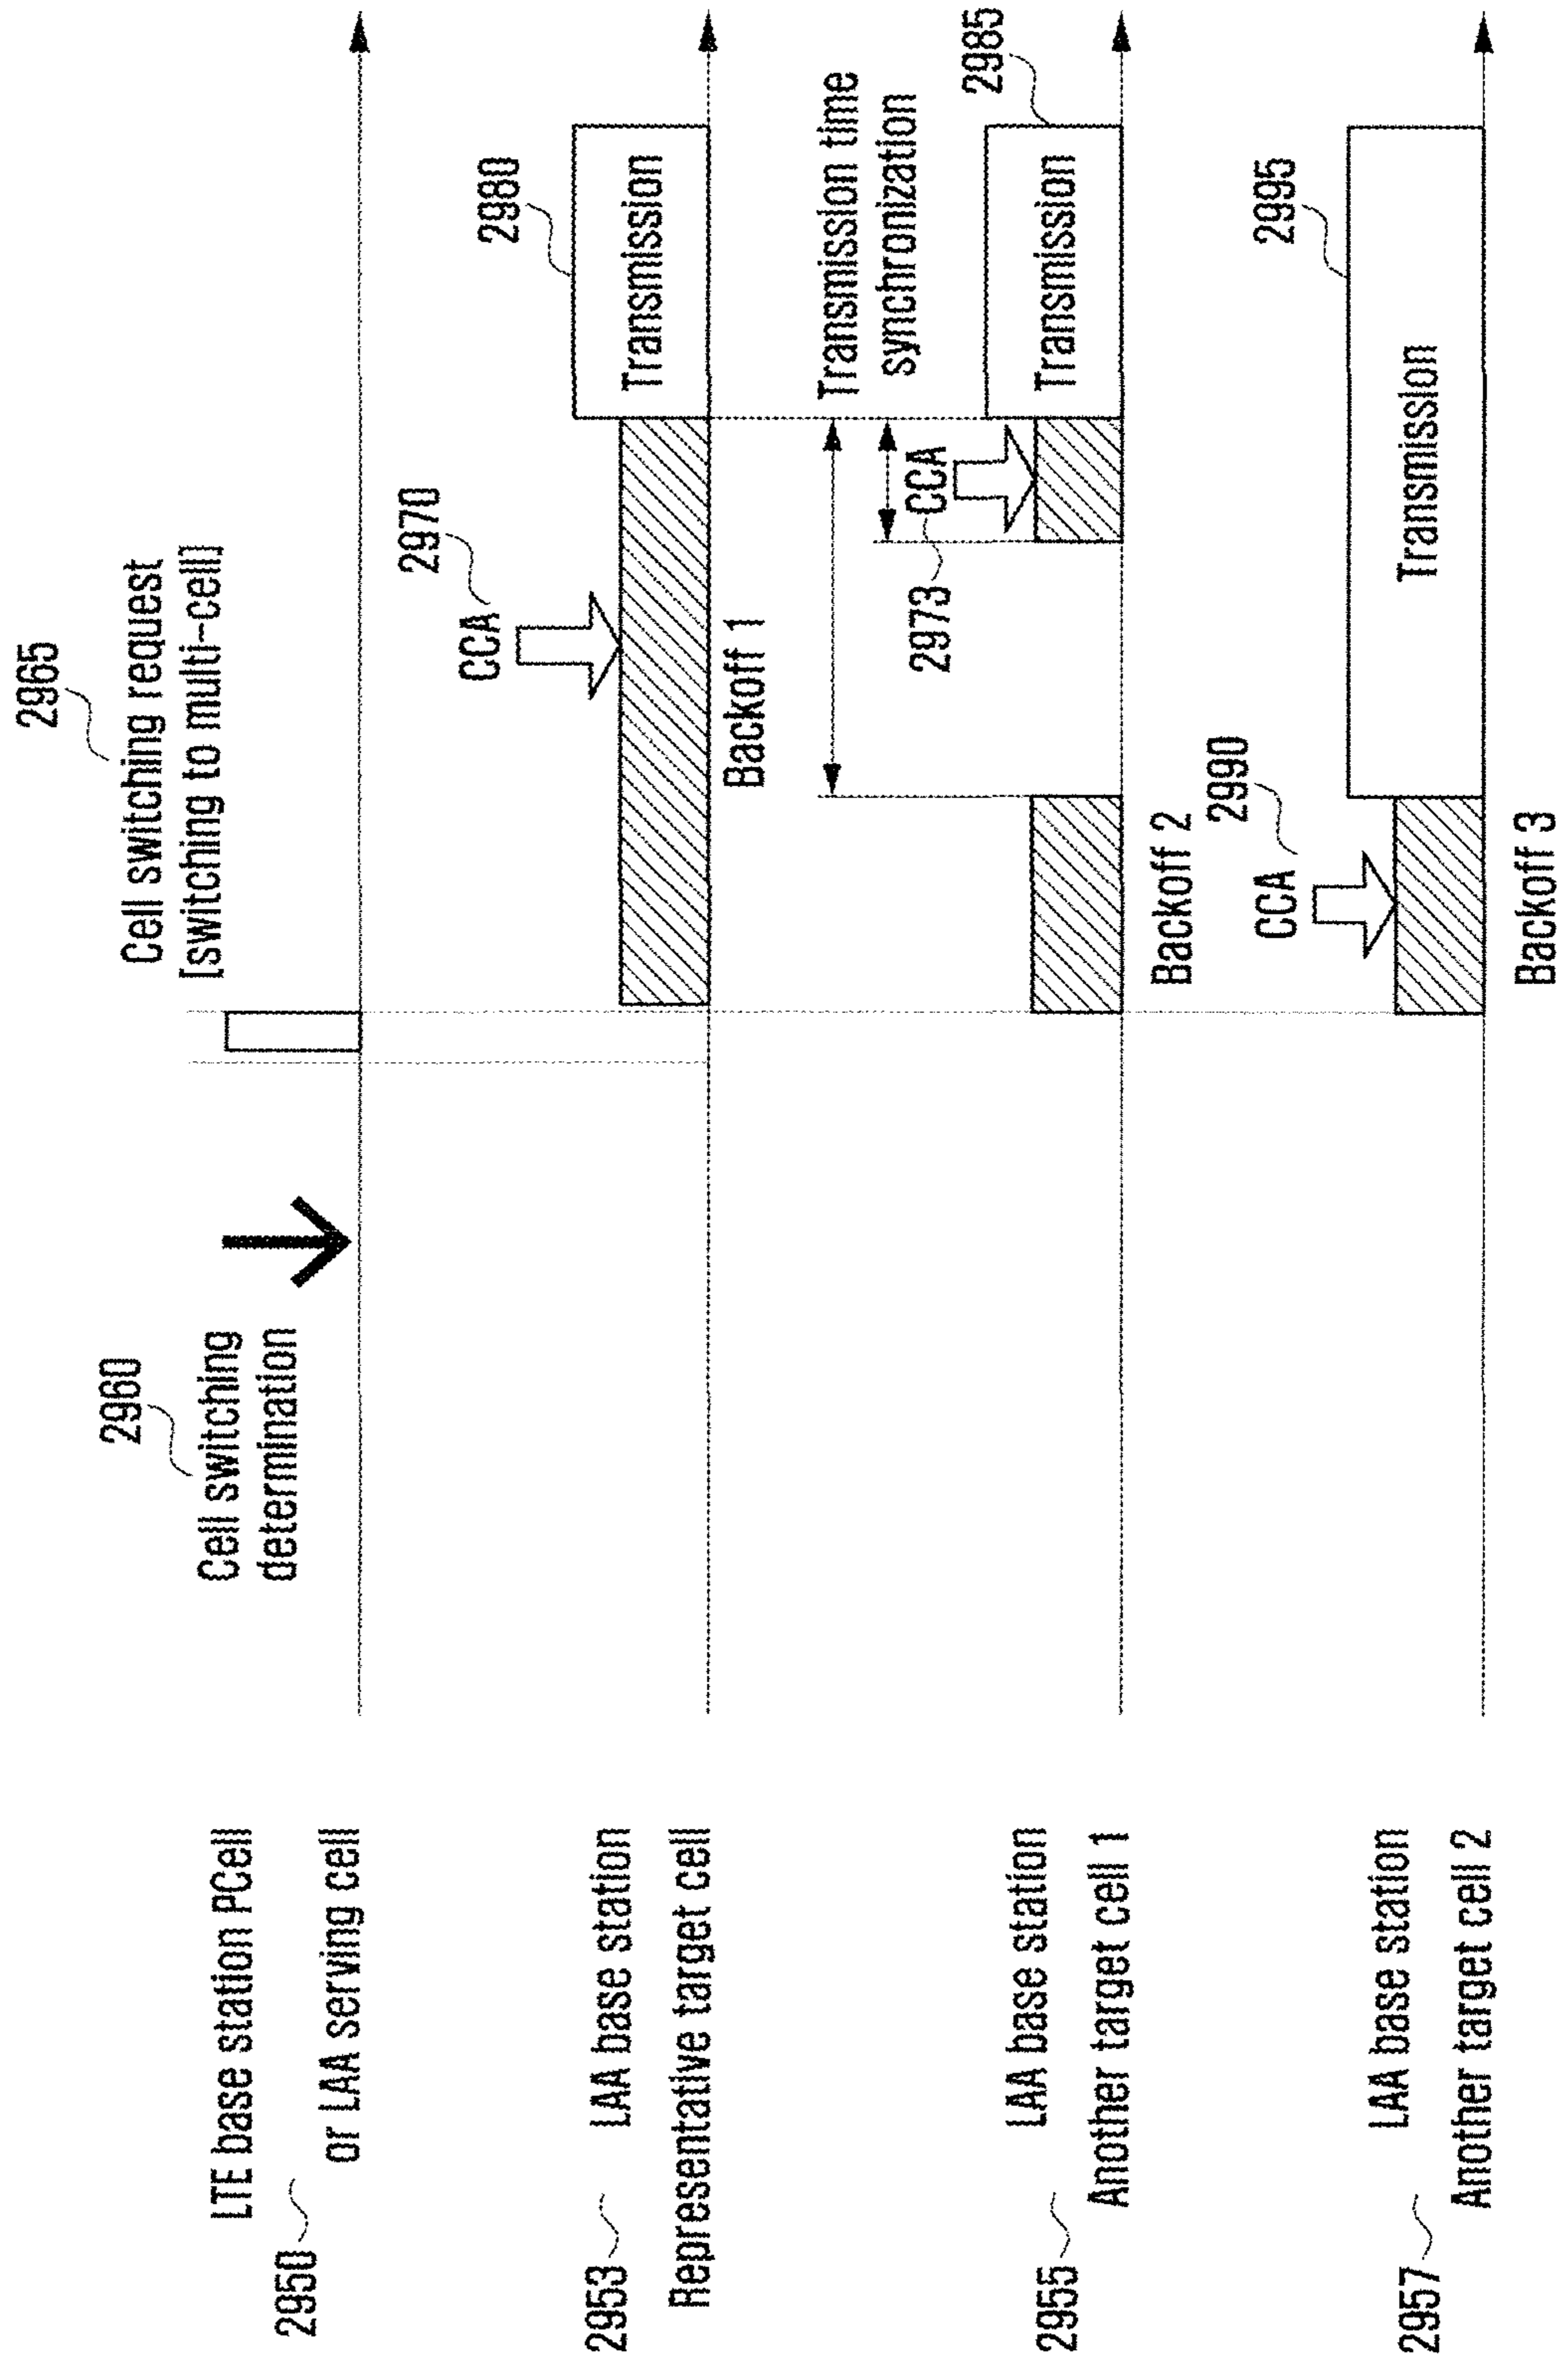 2965
Cell switching request
[switching to multi-cell]
2960
Cell switching
determination
2950
LTE base station PCell
or LAA serving cell
2970
CCA
2980
Transmission
Backoff 1
2953
LAA base station
Representative target cell
Transmission time
synchronization
2973
CCA
2985
Transmission
Backoff 2
2955
LAA base station
Another target cell 1
2990
CCA
2995
Transmission
Backoff 3
2957
LAA base station
Another target cell 2